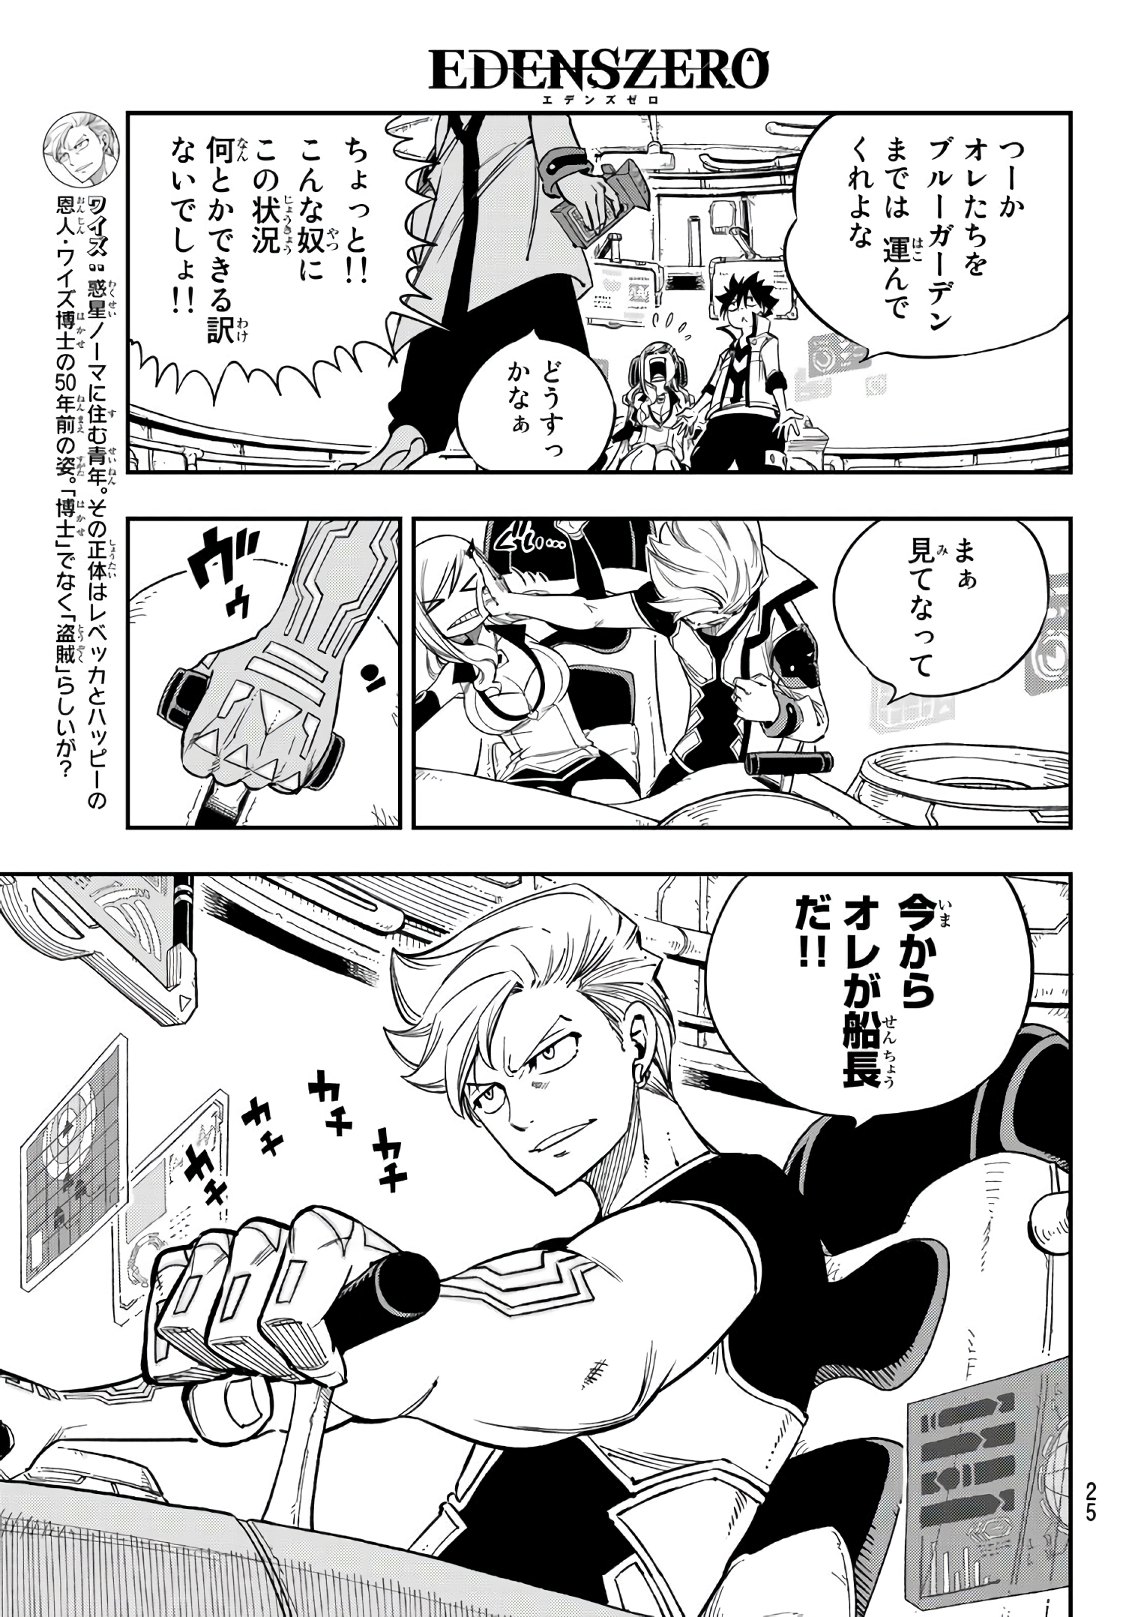 EDENSZERO
エデンズゼロ
つーか
オレたちを
ブルーガーデン
までは 運んで
くれよな
どうすっ
かなぁ
ちょっと!!
こんな奴に
この状況
何とかできる訳
ないでしょ!!
まぁ
見てなって
ぐい…
ヴン
ウゥ
今から
オレが船長
だ!!
カチ
カチ
カチ
カチ
ワイズ：惑星ノーマに住む青年。その正体はレベッカとハッピーの
恩人・ワイズ博士の50年前の姿。「博士」でなく「盗賊」らしいが？
25